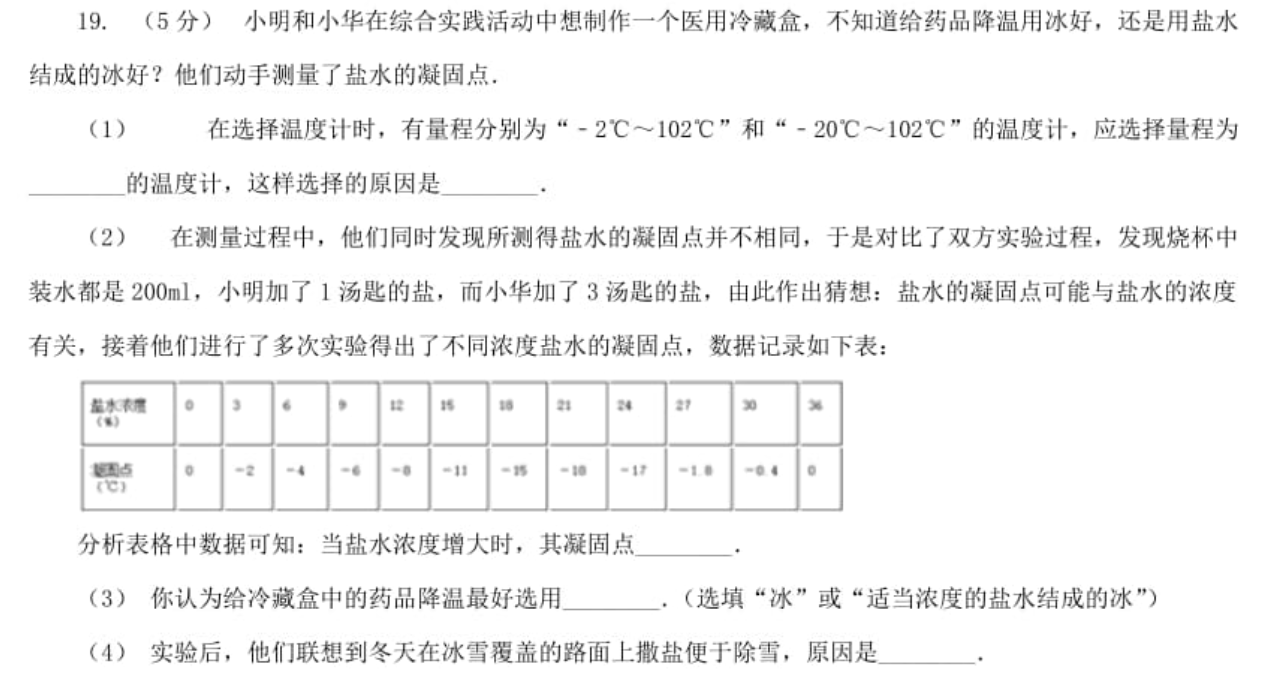 19. （5分） 小明和小华在综合实践活动中想制作一个医用冷藏盒，不知道给药品降温用冰好，还是用盐水
结成的冰好？他们动手测量了盐水的凝固点．
（1） 在选择温度计时，有量程分别为“﹣2℃～102℃”和“﹣20℃～102℃”的温度计，应选择量程为
________的温度计，这样选择的原因是________．
（2） 在测量过程中，他们同时发现所测得盐水的凝固点并不相同，于是对比了双方实验过程，发现烧杯中
装水都是200ml，小明加了1汤匙的盐，而小华加了3汤匙的盐，由此作出猜想：盐水的凝固点可能与盐水的浓度
有关，接着他们进行了多次实验得出了不同浓度盐水的凝固点，数据记录如下表：
盐水浓度（%） 0 3 6 9 12 15 18 21 24 27 30 36
凝固点（℃） 0 －2 －4 －6 －8 －11 －15 －18 －17 －1.8 －0.4 0
分析表格中数据可知：当盐水浓度增大时，其凝固点________．
（3） 你认为给冷藏盒中的药品降温最好选用________．（选填“冰”或“适当浓度的盐水结成的冰”）
（4） 实验后，他们联想到冬天在冰雪覆盖的路面上撒盐便于除雪，原因是________．